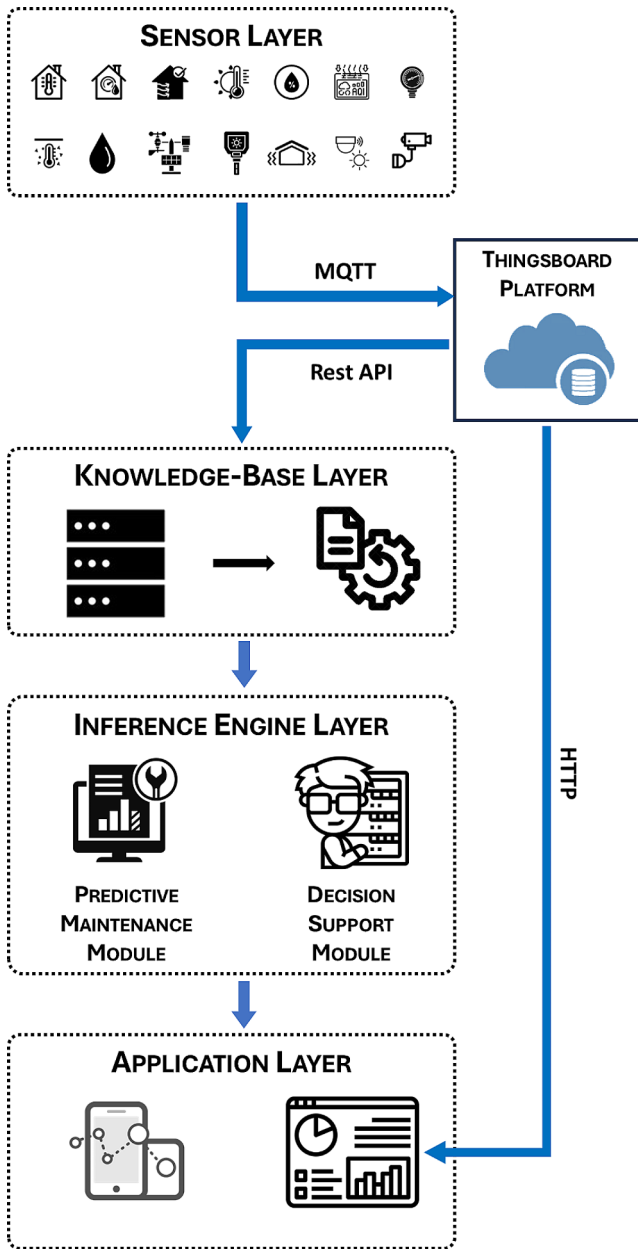 SENSOR LAYER
%
AQI
MQTT
THINGSBOARD
PLATFORM
Rest API
KNOWLEDGE-BASE LAYER
INFERENCE ENGINE LAYER
HTTP
PREDICTIVE
MAINTENANCE
MODULE
DECISION
SUPPORT
MODULE
APPLICATION LAYER